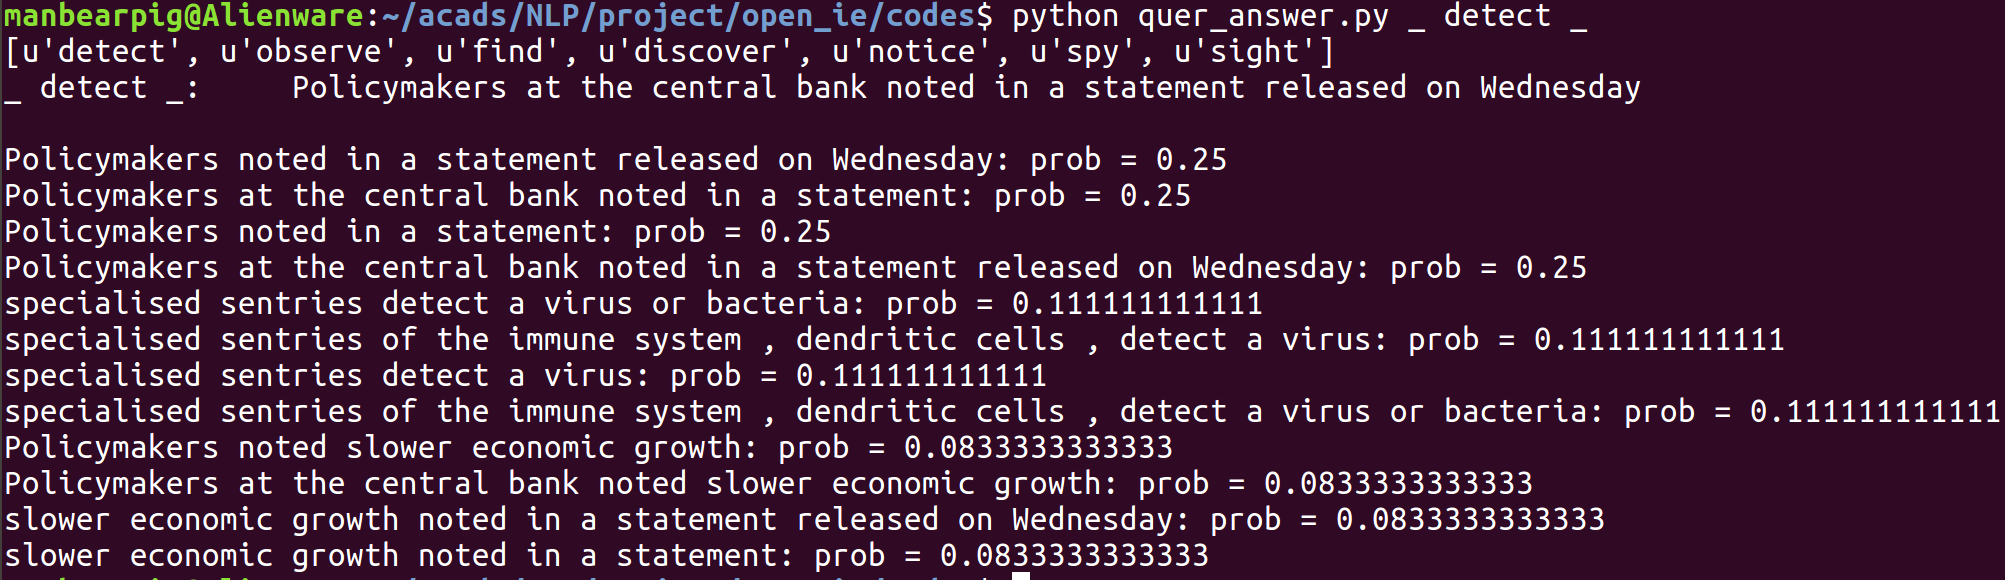 manbearpig@Alienware:~/acads/NLP/project/open_ie/codes$ python quer_answer.py _ detect _
[u'detect', u'observe', u'find', u'discover', u'notice', u'spy', u'sight']
_ detect _:     Policymakers at the central bank noted in a statement released on Wednesday
Policymakers noted in a statement released on Wednesday: prob = 0.25
Policymakers at the central bank noted in a statement: prob = 0.25
Policymakers noted in a statement: prob = 0.25
Policymakers at the central bank noted in a statement released on Wednesday: prob = 0.25
specialised sentries detect a virus or bacteria: prob = 0.111111111111
specialised sentries of the immune system , dendritic cells , detect a virus: prob = 0.111111111111
specialised sentries detect a virus: prob = 0.111111111111
specialised sentries of the immune system , dendritic cells , detect a virus or bacteria: prob = 0.111111111111
Policymakers noted slower economic growth: prob = 0.0833333333333
Policymakers at the central bank noted slower economic growth: prob = 0.0833333333333
slower economic growth noted in a statement released on Wednesday: prob = 0.0833333333333
slower economic growth noted in a statement: prob = 0.0833333333333